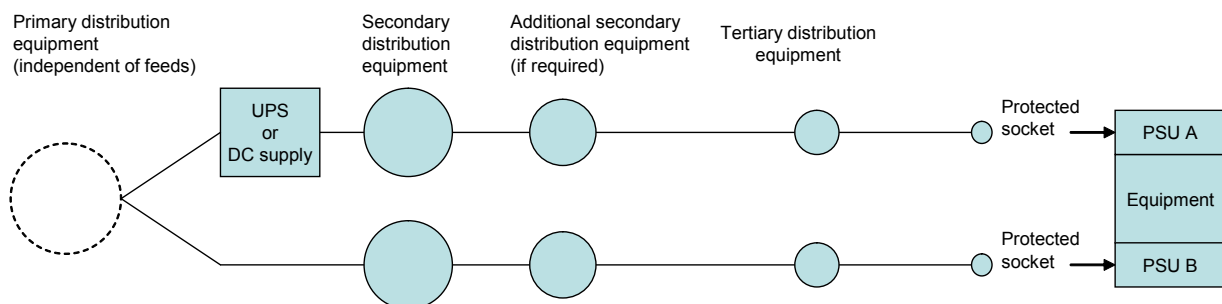 Primary distribution
equipment
(independent of feeds)
Secondary
distribution
equipment
Additional secondary
distribution equipment
(if required)
Tertiary distribution
equipment
UPS
or
DC supply
Protected
socket
PSU A
Equipment
Protected
socket
PSU B